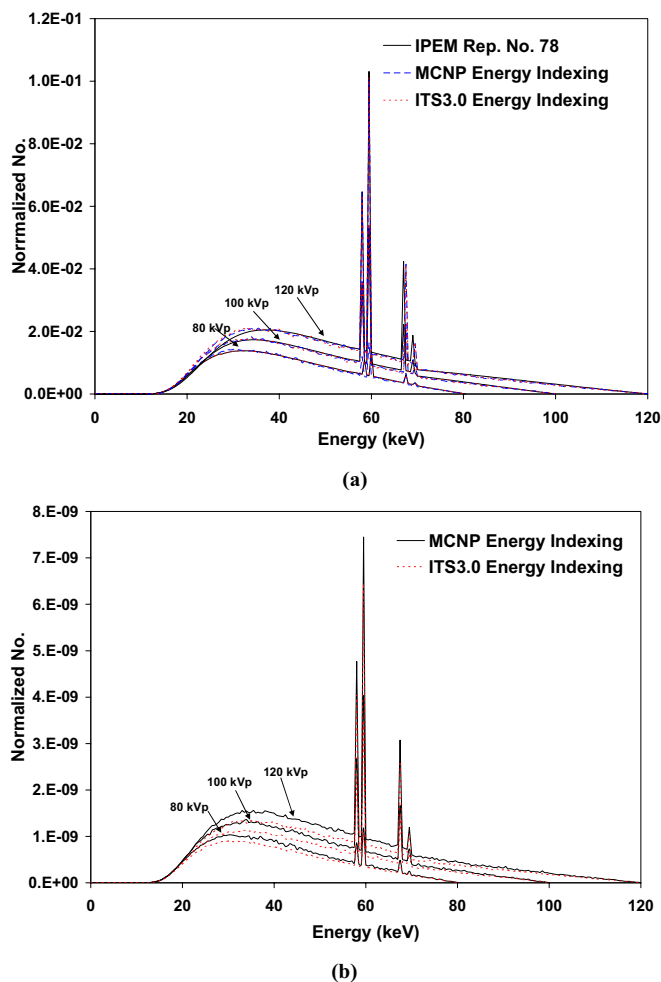 1.2E-01
1.0E-01
8.0E-02
6.0E-02
4.0E-02
2.0E-02
0.0E+00
Norrmalized No.
IPEM Rep. No. 78
MCNP Energy Indexing
ITS3.0 Energy Indexing
120 kVp
100 kVp
80 kVp
0 20 40 60 80 100 120
Energy (keV)
(a)
8.E-09
7.E-09
6.E-09
5.E-09
4.E-09
3.E-09
2.E-09
1.E-09
0.E+00
Normalized No.
MCNP Energy Indexing
ITS3.0 Energy Indexing
120 kVp
100 kVp
80 kVp
0 20 40 60 80 100 120
Energy (keV)
(b)